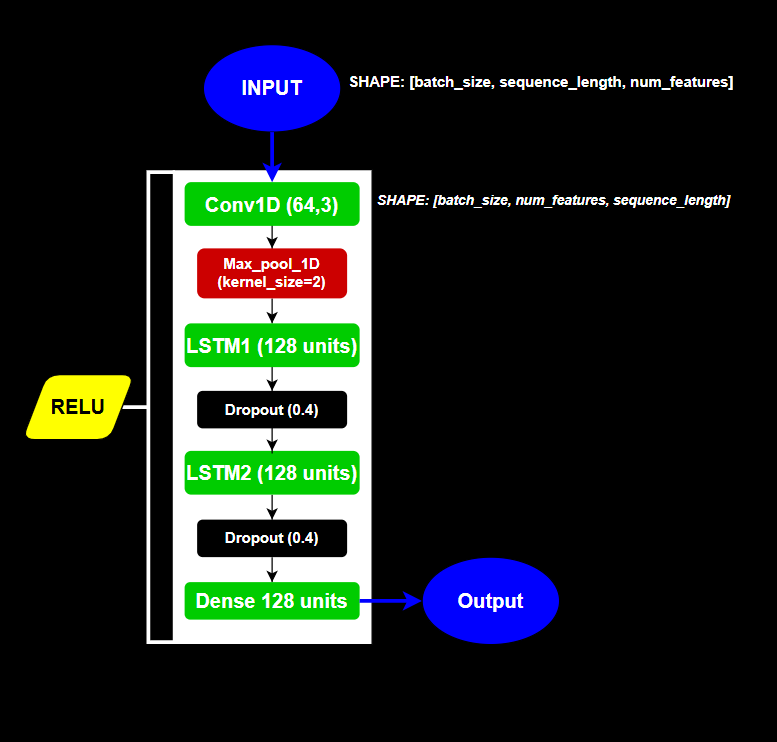 INPUT
SHAPE: [batch_size, sequence_length, num_features]
Conv1D (64,3)
SHAPE: [batch_size, num_features, sequence_length]
Max_pool_1D
(kernel_size=2)
LSTM1 (128 units)
RELU
Dropout (0.4)
LSTM2 (128 units)
Dropout (0.4)
Dense 128 units
Output